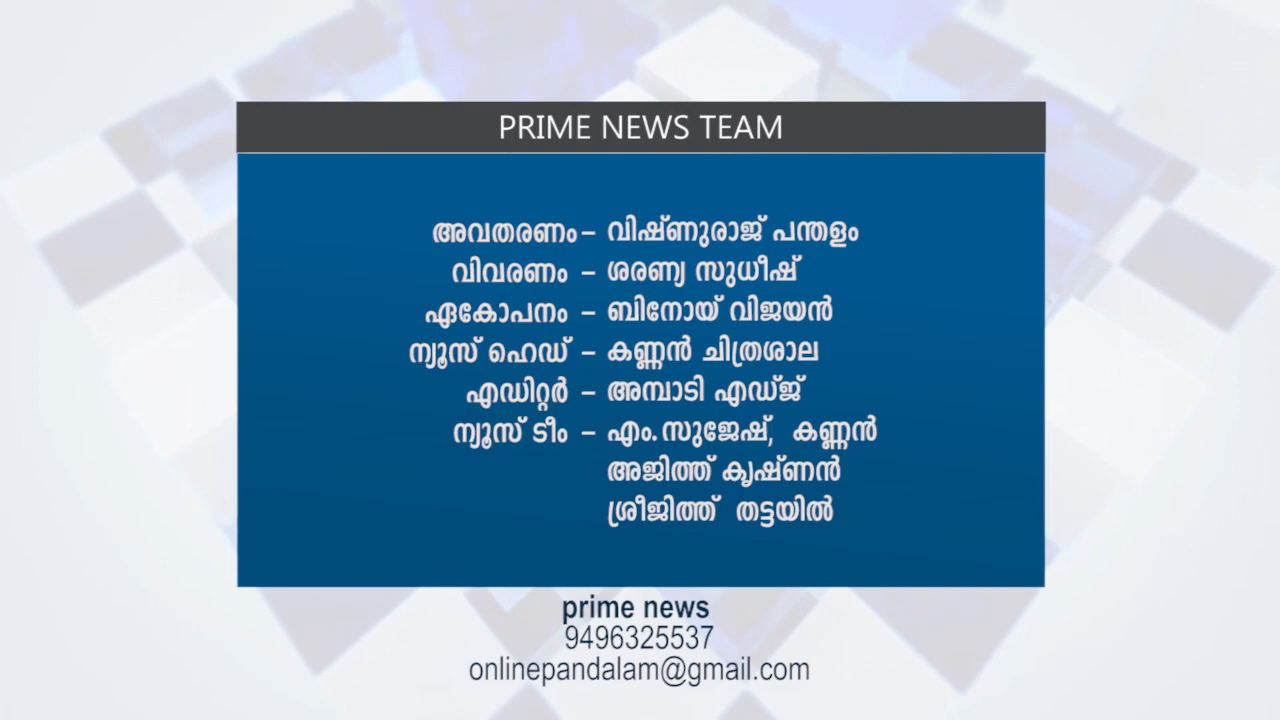 PRIME NEWS TEAM
അവതരണം – വിഷ്ണുരാജ് പന്തളം
വിവരണം – ശരണ്യ സുധീഷ്
ഏകോപനം – ബിനോയ് വിജയൻ
ന്യൂസ് ഹെഡ് – കണ്ണൻ ചിത്രശാല
എഡിറ്റർ – അമ്പാടി എഡ്ജ്
ന്യൂസ് ടീം – എം.സുജേഷ്, കണ്ണൻ
അജിത്ത് കൃഷ്ണൻ
ശ്രീജിത്ത് തട്ടയിൽ
prime news
9496325537
onlinepandalam@gmail.com